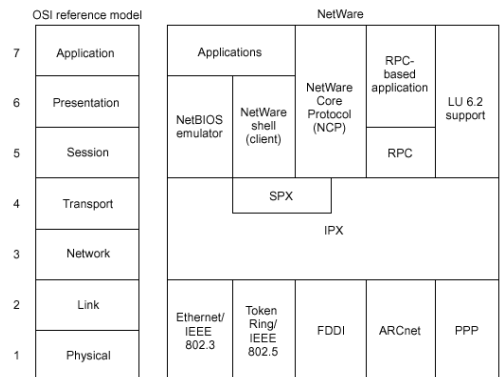 OSI reference model
NetWare
7
Application
6
Presentation
5
Session
4
Transport
3
Network
2
Link
1
Physical
Applications
NetBIOS
emulator
NetWare
shell
(client)
NetWare
Core
Protocol
(NCP)
RPC-
based
application
RPC
LU 6.2
support
SPX
IPX
Ethernet/
IEEE
802.3
Token
Ring/
IEEE
802.5
FDDI
ARCnet
PPP